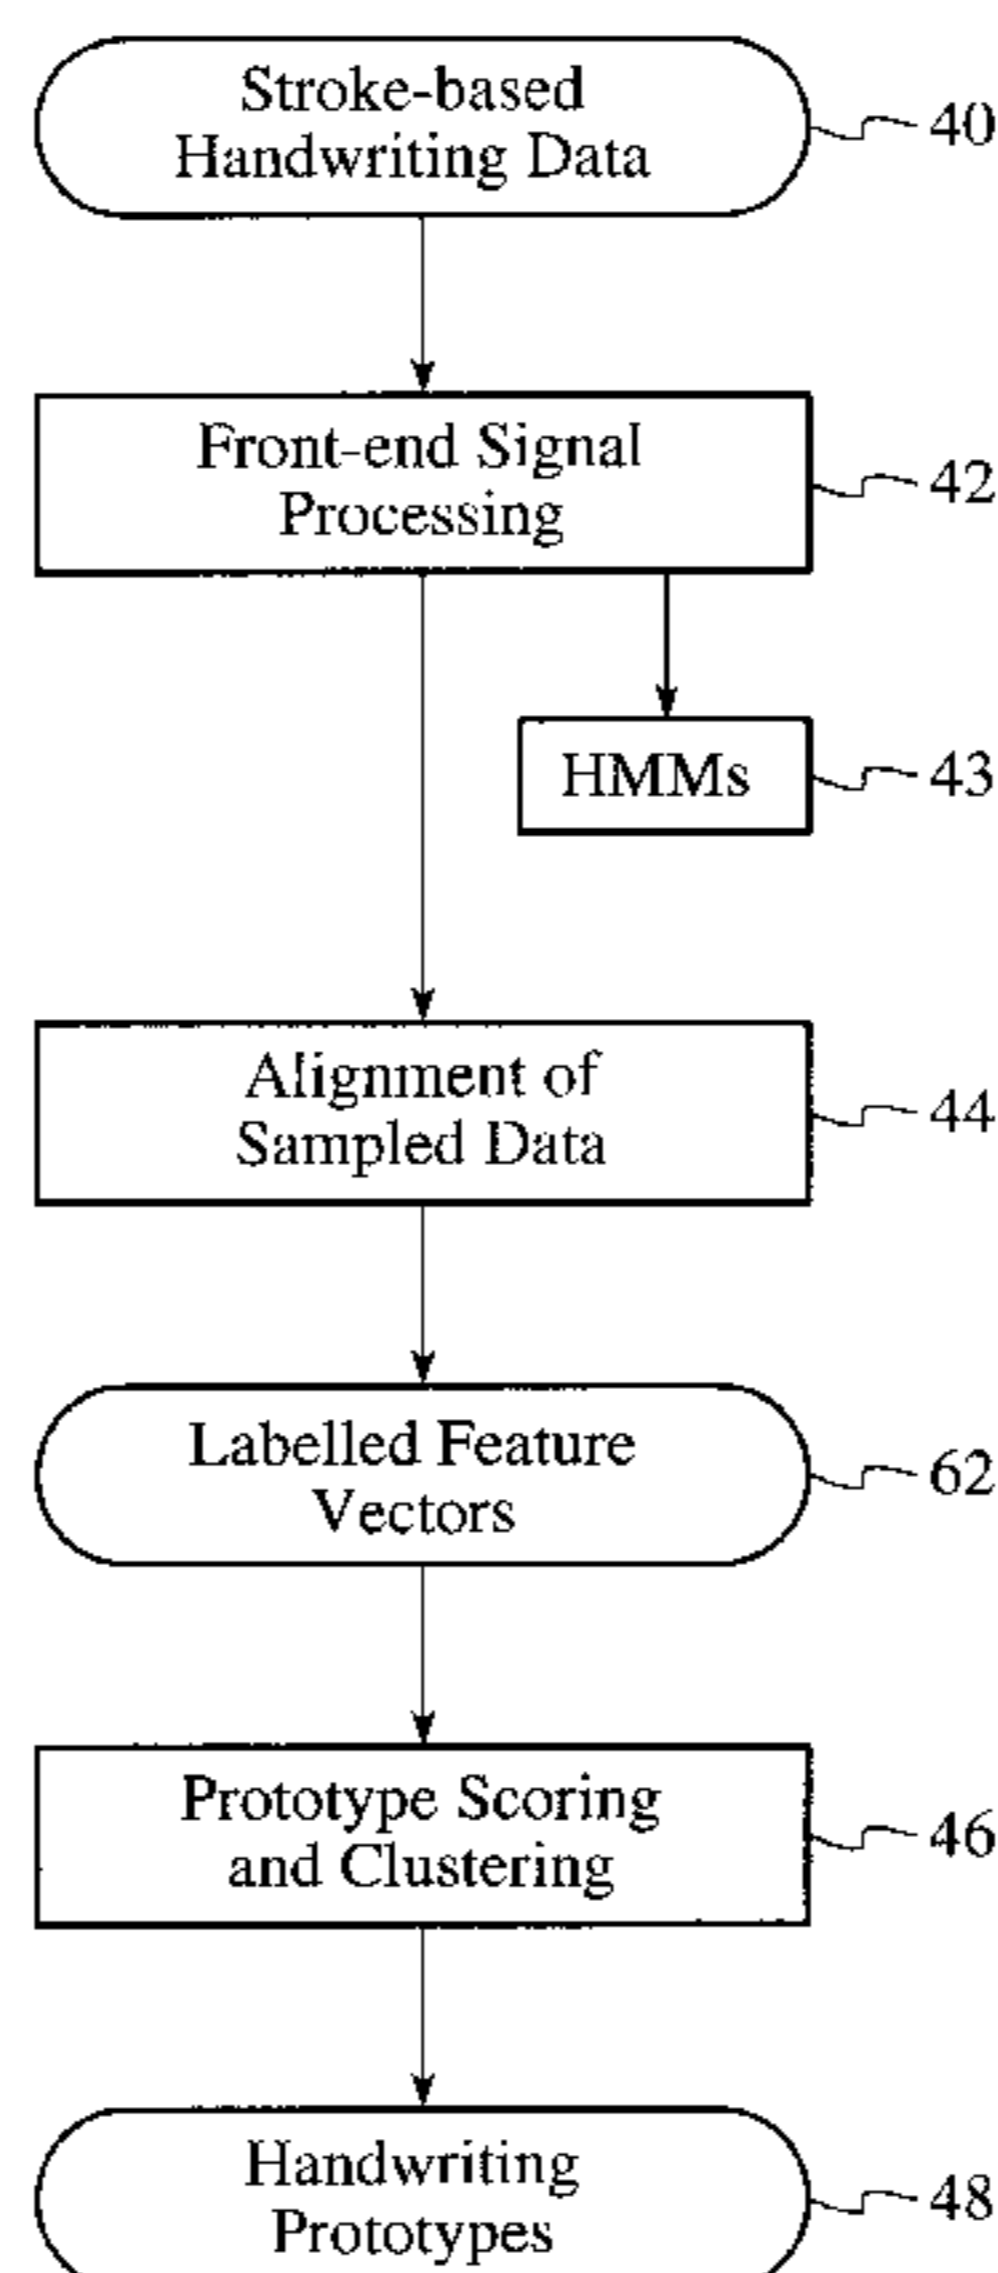 Stroke-based
Handwriting Data
40
Front-end Signal
Processing
42
HMMs
43
Alignment of
Sampled Data
44
Labelled Feature
Vectors
62
Prototype Scoring
and Clustering
46
Handwriting
Prototypes
48